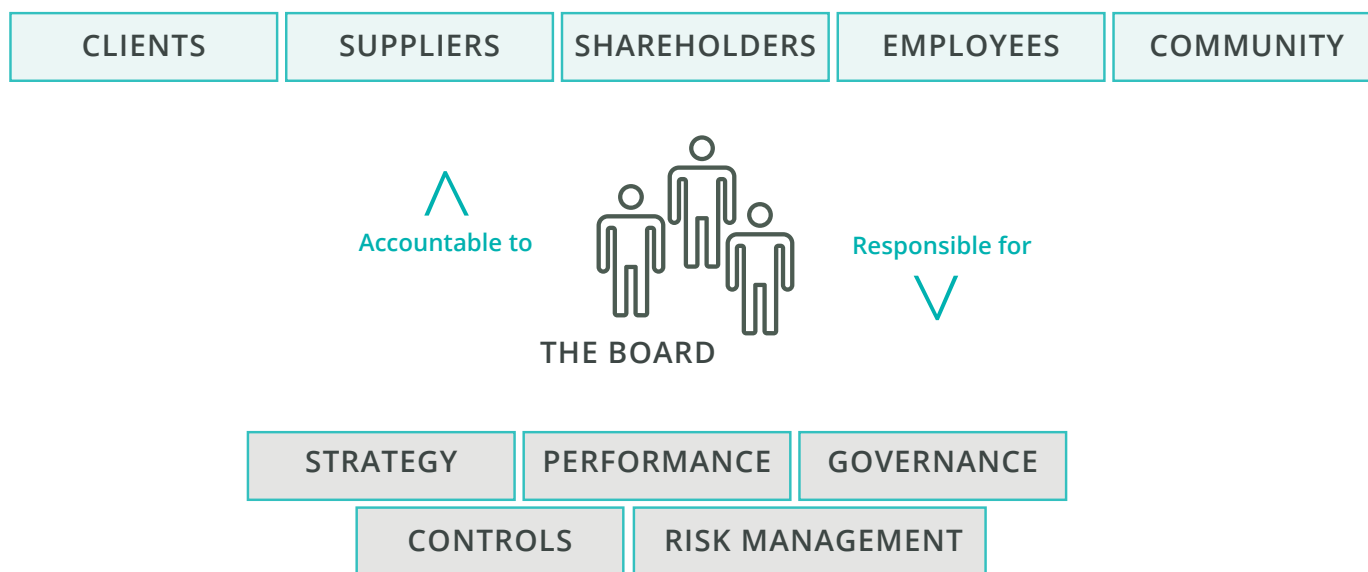 CLIENTS SUPPLIERS SHAREHOLDERS EMPLOYEES COMMUNITY
Accountable to
Responsible for
THE BOARD
STRATEGY PERFORMANCE GOVERNANCE
CONTROLS RISK MANAGEMENT